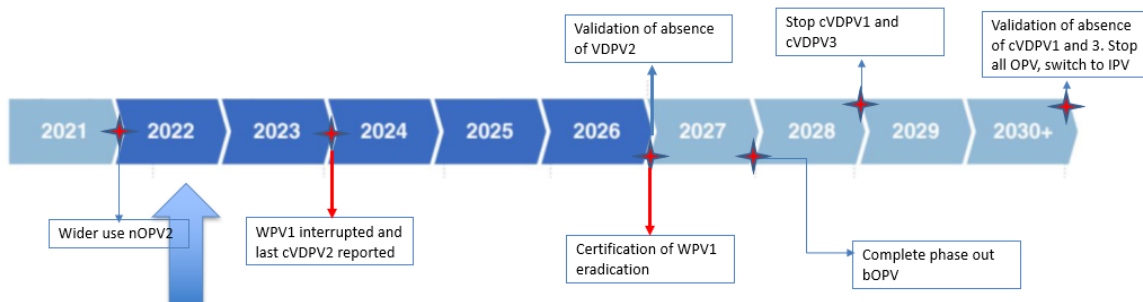 Validation of absence
of VDPV2
Stop cVDPV1 and
cVDPV3
Validation of absence
of cVDPV1 and 3. Stop
all OPV, switch to IPV
2021
2022
2023
2024
2025
2026
2027
2028
2029
2030+
Wider use nOPV2
WPV1 interrupted and
last cVDPV2 reported
Certification of WPV1
eradication
Complete phase out
bOPV